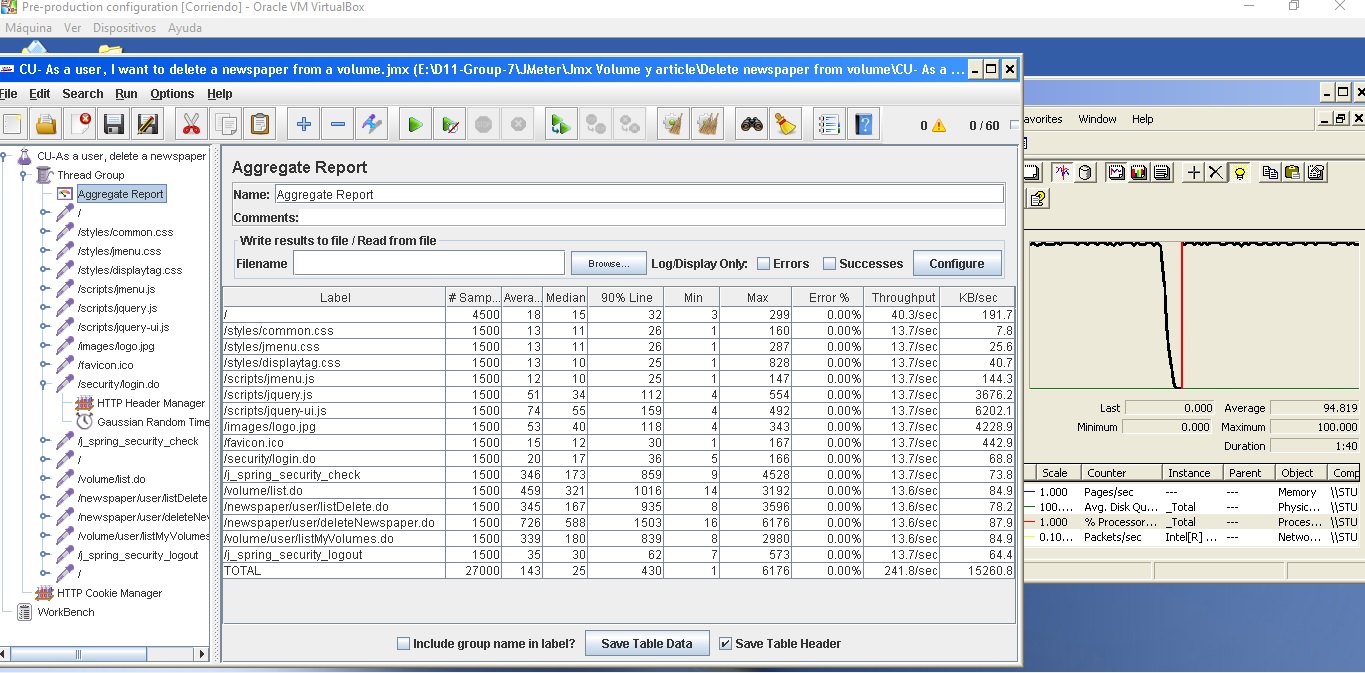 Pre-production configuration [Corriendo] - Oracle VM VirtualBox
Máquina Ver Dispositivos Ayuda
CU- As a user, I want to delete a newspaper from a volume.jmx (E:\D11-Group-7\JMeter\Jmx Volume y article\Delete newspaper from volume\CU- As a ...
File Edit Search Run Options Help
0 0 / 60
CU-As a user, delete a newspaper
Thread Group
Aggregate Report
/
/styles/common.css
/styles/jmenu.css
/styles/displaytag.css
/scripts/jmenu.js
/scripts/jquery.js
/scripts/jquery-ui.js
/images/logo.jpg
/favicon.ico
/security/login.do
HTTP Header Manager
Gaussian Random Time
/j_spring_security_check
/
/volume/list.do
/newspaper/user/listDelete
/newspaper/user/deleteNew
/volume/user/listMyVolumes
/j_spring_security_logout
/
HTTP Cookie Manager
WorkBench
Aggregate Report
Name: Aggregate Report
Comments:
Write results to file / Read from file
Filename Browse... Log/Display Only: Errors Successes Configure
Label # Samp... Avera... Median 90% Line Min Max Error % Throughput KB/sec
/ 4500 18 15 32 3 299 0.00% 40.3/sec 191.7
/styles/common.css 1500 13 11 26 1 160 0.00% 13.7/sec 7.8
/styles/jmenu.css 1500 13 11 26 1 287 0.00% 13.7/sec 25.6
/styles/displaytag.css 1500 13 10 25 1 828 0.00% 13.7/sec 40.7
/scripts/jmenu.js 1500 12 10 25 1 147 0.00% 13.7/sec 144.3
/scripts/jquery.js 1500 51 34 112 4 554 0.00% 13.7/sec 3676.2
/scripts/jquery-ui.js 1500 74 55 159 4 492 0.00% 13.7/sec 6202.1
/images/logo.jpg 1500 53 40 118 4 343 0.00% 13.7/sec 4228.9
/favicon.ico 1500 15 12 30 1 167 0.00% 13.7/sec 442.9
/security/login.do 1500 20 17 36 5 166 0.00% 13.7/sec 68.8
/j_spring_security_check 1500 346 173 859 9 4528 0.00% 13.7/sec 73.8
/volume/list.do 1500 459 321 1016 14 3192 0.00% 13.6/sec 84.9
/newspaper/user/listDelete.do 1500 345 167 935 8 3596 0.00% 13.6/sec 78.2
/newspaper/user/deleteNewspaper.do 1500 726 588 1503 16 6176 0.00% 13.6/sec 87.9
/volume/user/listMyVolumes.do 1500 339 180 839 8 2980 0.00% 13.6/sec 84.9
/j_spring_security_logout 1500 35 30 62 7 573 0.00% 13.6/sec 64.4
TOTAL 27000 143 25 430 1 6176 0.00% 241.8/sec 15260.8
Include group name in label? Save Table Data Save Table Header
avorites Window Help
Last 0.000 Average 94.819
Minimum 0.000 Maximum 100.000
Duration 1:40
Scale Counter Instance Parent Object Comp
1.000 Pages/sec --- --- Memory \\STU
100.... Avg. Disk Qu... _Total --- Physic... \\STU
1.000 % Processor... _Total --- Proces... \\STU
0.10... Packets/sec Intel[R] ... --- Netwo... \\STU